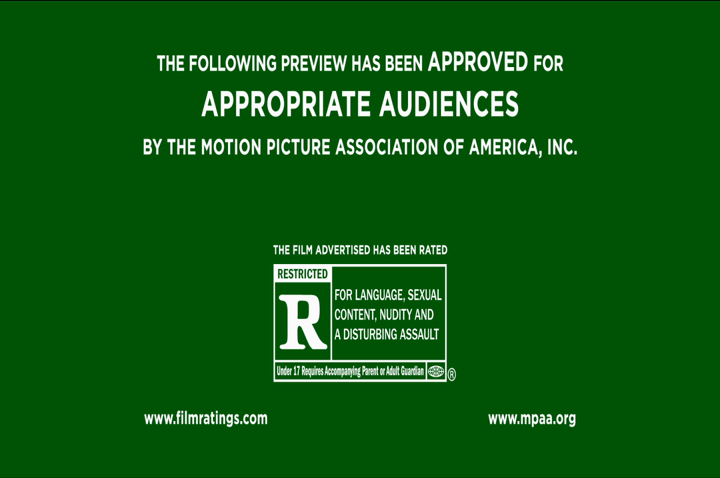 THE FOLLOWING PREVIEW HAS BEEN APPROVED FOR
APPROPRIATE AUDIENCES
BY THE MOTION PICTURE ASSOCIATION OF AMERICA, INC.
THE FILM ADVERTISED HAS BEEN RATED
RESTRICTED
R
FOR LANGUAGE, SEXUAL
CONTENT, NUDITY AND
A DISTURBING ASSAULT
Under 17 Requires Accompanying Parent or Adult Guardian ®
www.filmratings.com www.mpaa.org